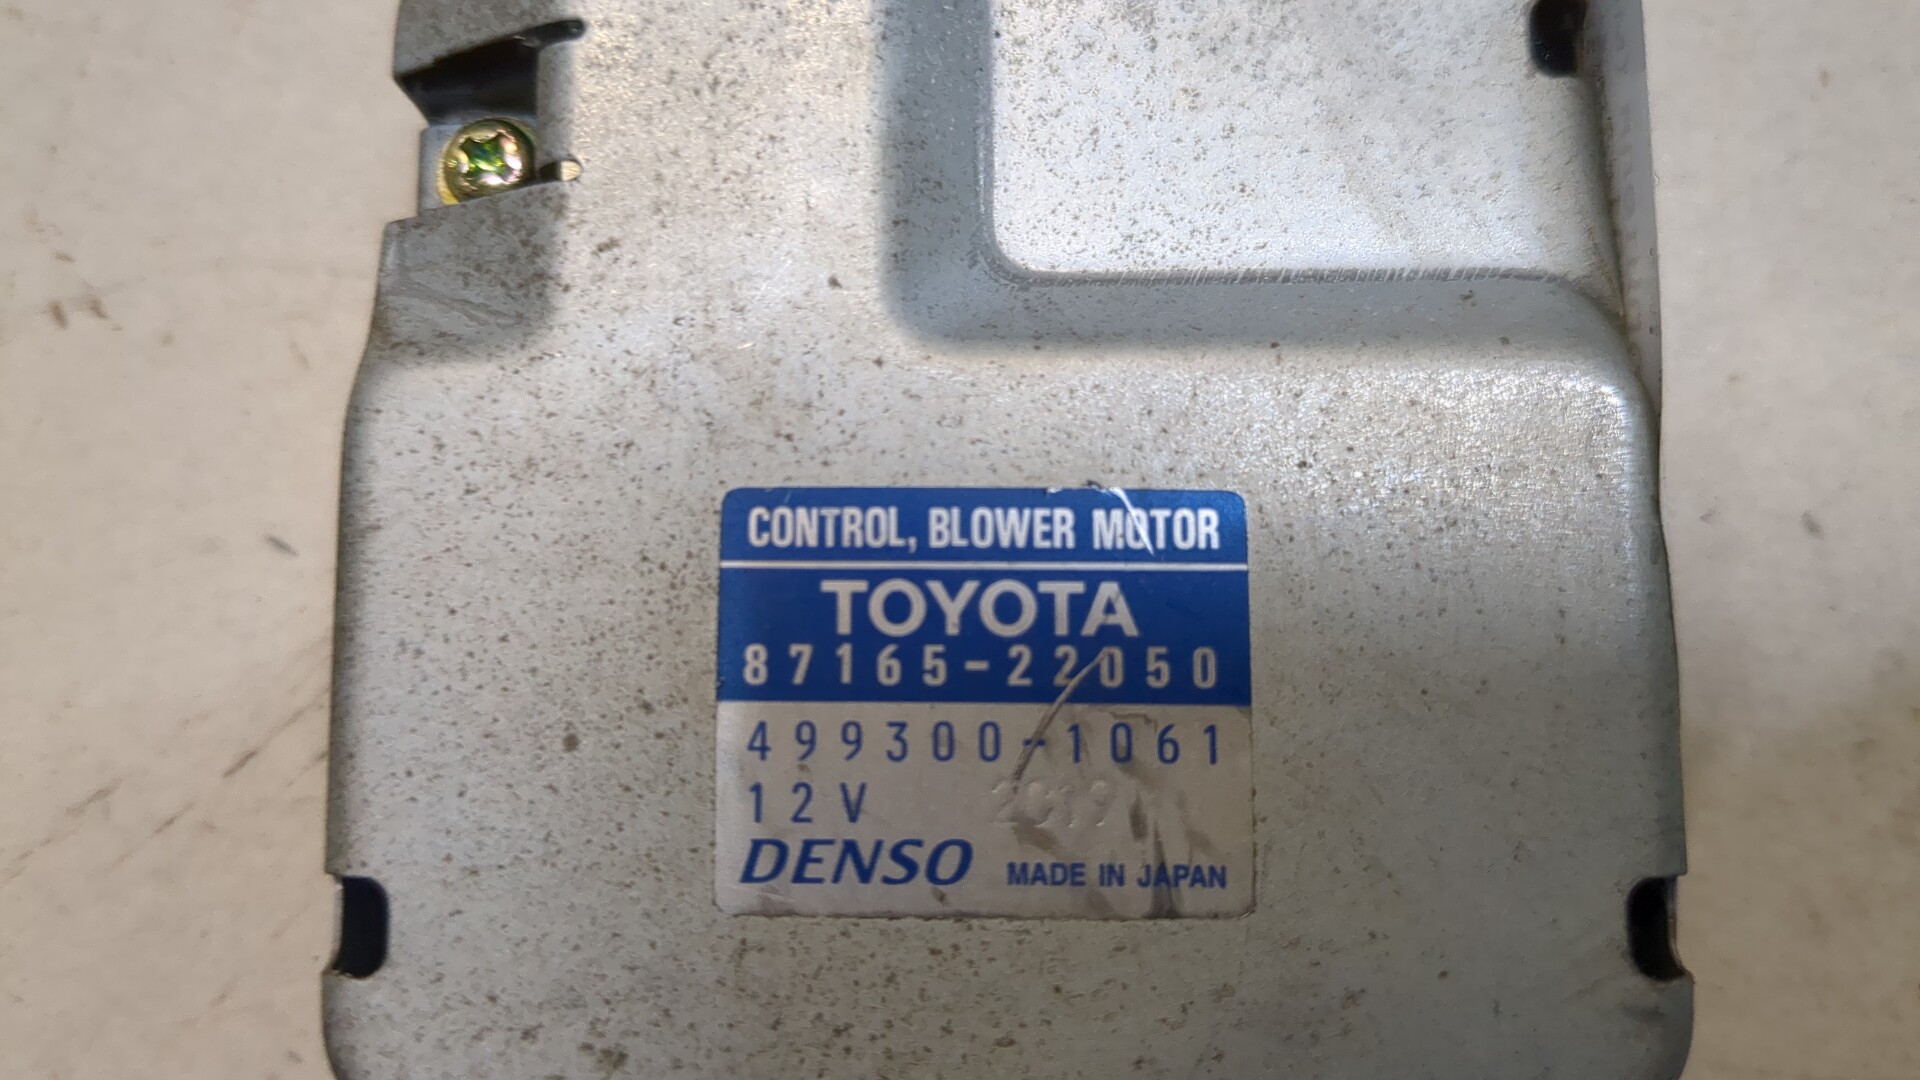 CONTROL, BLOWER MOTOR
TOYOTA
87165-22050
499300-1061
12V
DENSO MADE IN JAPAN